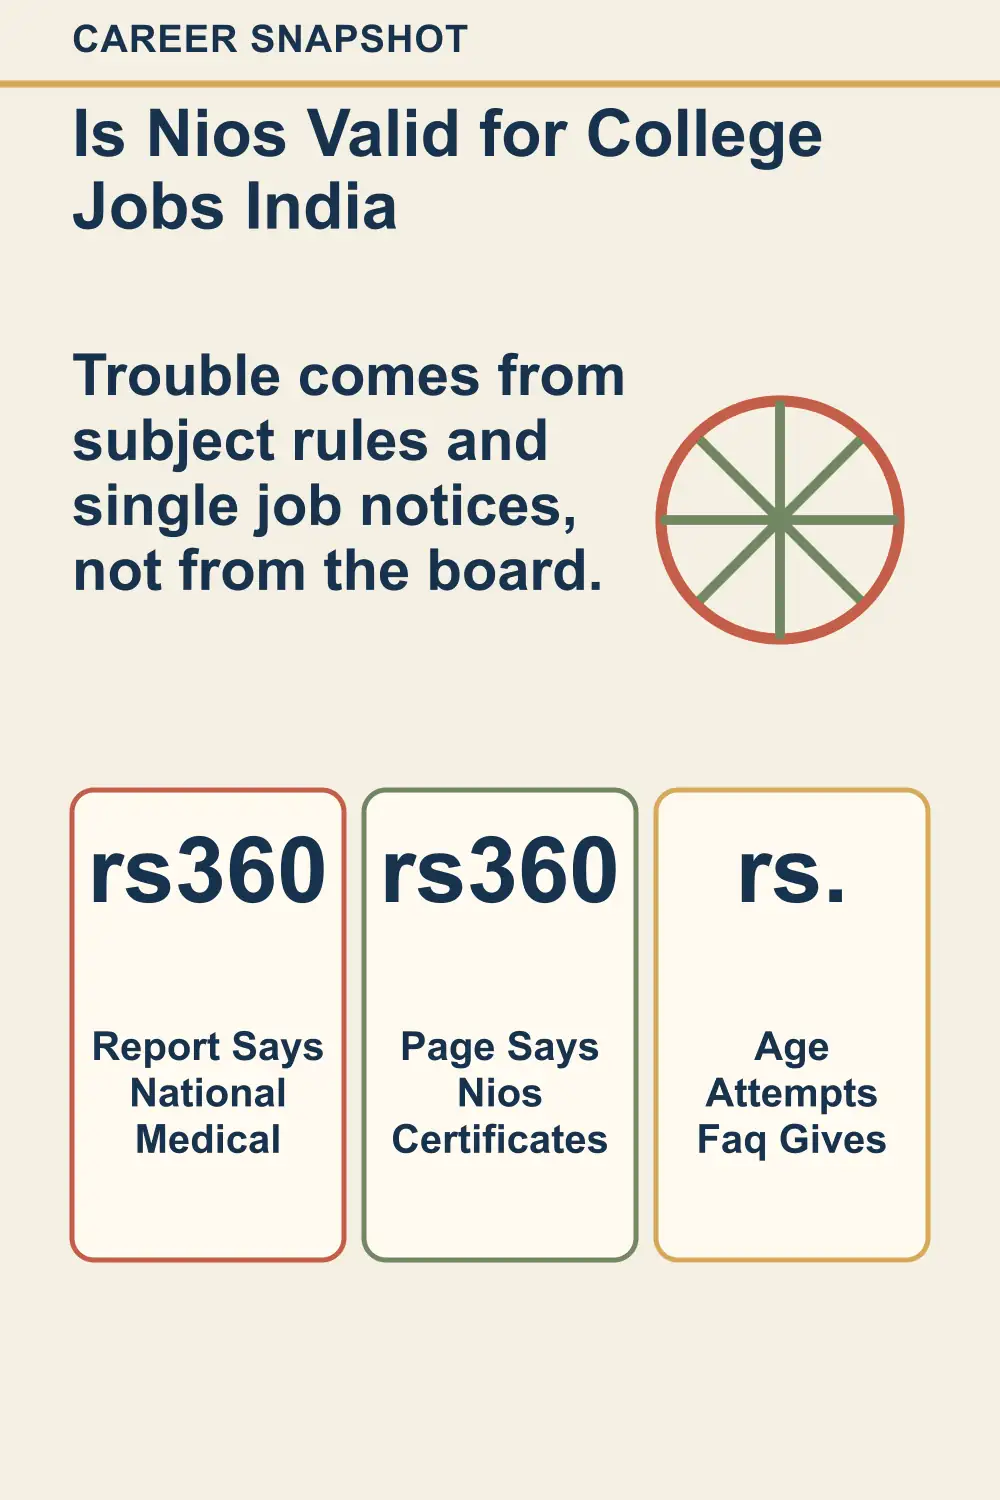 CAREER SNAPSHOT
Is Nios Valid for College
Jobs India
Trouble comes from
subject rules and
single job notices,
not from the board.
rs360
Report Says
National
Medical
rs360
Page Says
Nios
Certificates
rs.
Age
Attempts
Faq Gives